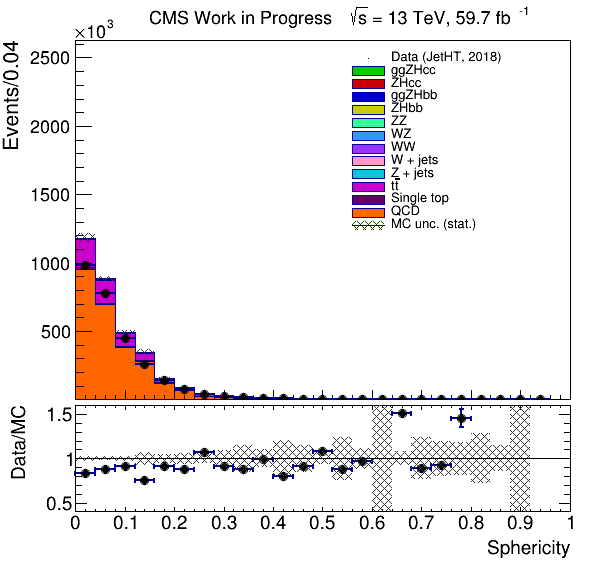 CMS Work in Progress √s = 13 TeV, 59.7 fb -1
×10³
Events/0.04
2500
2000
1500
1000
500
Data (JetHT, 2018)
ggZHcc
ZHcc
ggZHbb
ZHbb
ZZ
WZ
WW
W + jets
Z + jets
tt̅
Single top
QCD
MC unc. (stat.)
Data/MC
1.5
1
0.5
0 0.1 0.2 0.3 0.4 0.5 0.6 0.7 0.8 0.9 1
Sphericity